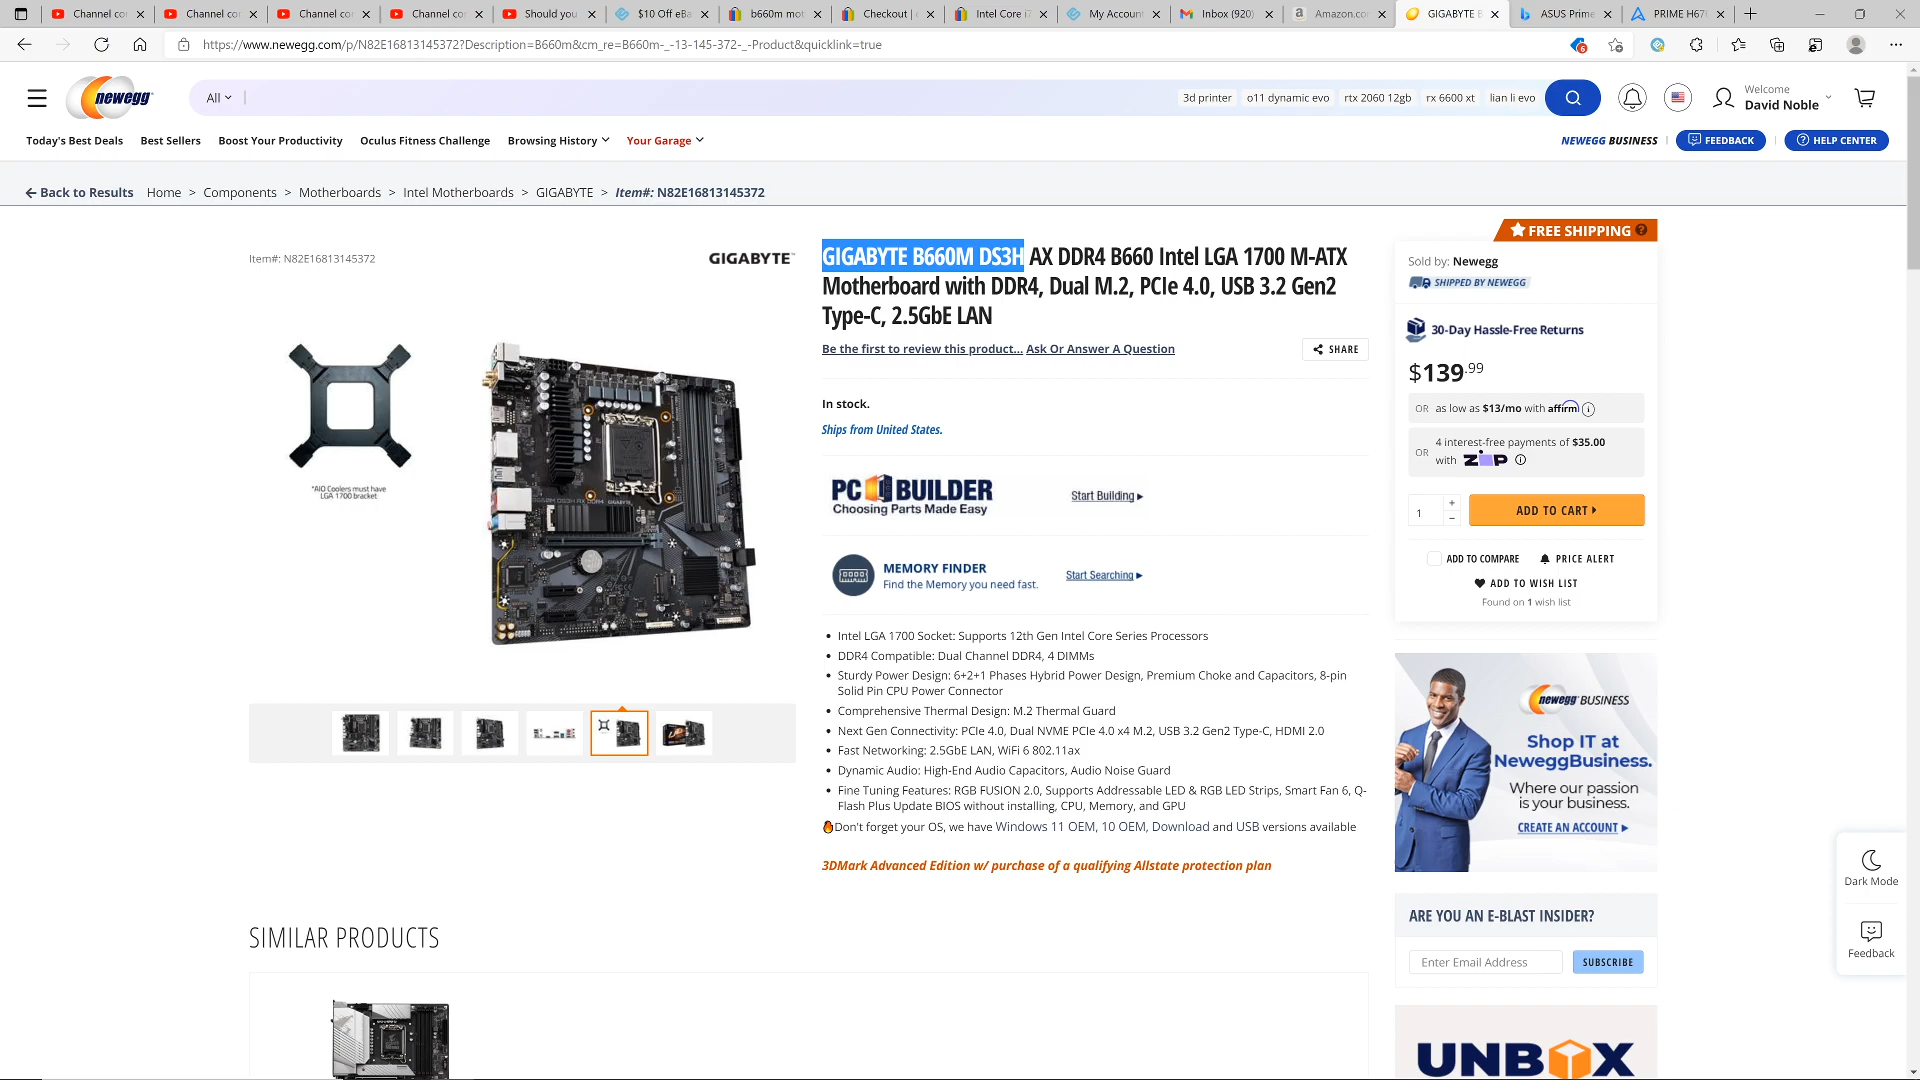 Channel co
Channel co
Channel co
Channel co
Should you
$10 Off eBa
b660m mot
Checkout | c
Intel Core i7
My Account
Inbox (920)
Amazon.co
GIGABYTE B
ASUS Prime
PRIME H67
https://www.newegg.com/p/N82E16813145372?Description=B660m&cm_re=B660m-_-13-145-372-_-Product&quicklink=true
6
newegg
All
3d printer
o11 dynamic evo
rtx 2060 12gb
rx 6600 xt
lian li evo
Welcome
David Noble
Today's Best Deals
Best Sellers
Boost Your Productivity
Oculus Fitness Challenge
Browsing History
Your Garage
NEWEGG BUSINESS
FEEDBACK
HELP CENTER
Back to Results
Home > Components > Motherboards > Intel Motherboards > GIGABYTE > Item#: N82E16813145372
FREE SHIPPING
Item#: N82E16813145372
GIGABYTE™
GIGABYTE B660M DS3H AX DDR4 B660 Intel LGA 1700 M-ATX
Motherboard with DDR4, Dual M.2, PCIe 4.0, USB 3.2 Gen2
Type-C, 2.5GbE LAN
Be the first to review this product... Ask Or Answer A Question
SHARE
Sold by: Newegg
SHIPPED BY NEWEGG
30-Day Hassle-Free Returns
$139.99
OR as low as $13/mo with affirm
OR 4 interest-free payments of $35.00
with ZIP
1
+
−
ADD TO CART
ADD TO COMPARE
PRICE ALERT
ADD TO WISH LIST
Found on 1 wish list
*AIO Coolers must have
LGA 1700 bracket
In stock.
Ships from United States.
PC BUILDER
Choosing Parts Made Easy
Start Building
MEMORY FINDER
Find the Memory you need fast.
Start Searching
• Intel LGA 1700 Socket: Supports 12th Gen Intel Core Series Processors
• DDR4 Compatible: Dual Channel DDR4, 4 DIMMs
• Sturdy Power Design: 6+2+1 Phases Hybrid Power Design, Premium Choke and Capacitors, 8-pin
Solid Pin CPU Power Connector
• Comprehensive Thermal Design: M.2 Thermal Guard
• Next Gen Connectivity: PCIe 4.0, Dual NVME PCIe 4.0 x4 M.2, USB 3.2 Gen2 Type-C, HDMI 2.0
• Fast Networking: 2.5GbE LAN, WiFi 6 802.11ax
• Dynamic Audio: High-End Audio Capacitors, Audio Noise Guard
• Fine Tuning Features: RGB FUSION 2.0, Supports Addressable LED & RGB LED Strips, Smart Fan 6, Q-
Flash Plus Update BIOS without installing, CPU, Memory, and GPU
🔥Don't forget your OS, we have Windows 11 OEM, 10 OEM, Download and USB versions available
3DMark Advanced Edition w/ purchase of a qualifying Allstate protection plan
newegg BUSINESS
Shop IT at
NeweggBusiness.
Where our passion
is your business.
CREATE AN ACCOUNT
Dark Mode
Feedback
ARE YOU AN E-BLAST INSIDER?
Enter Email Address
SUBSCRIBE
SIMILAR PRODUCTS
UNBOX